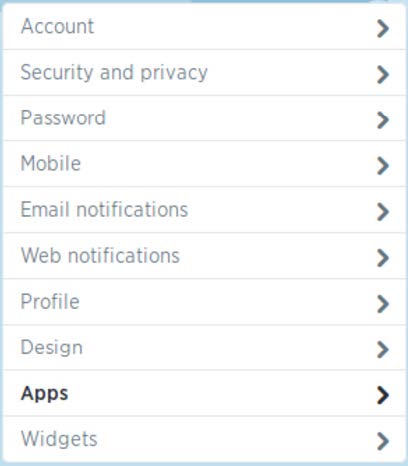 Account
Security and privacy
Password
Mobile
Email notifications
Web notifications
Profile
Design
Apps
Widgets